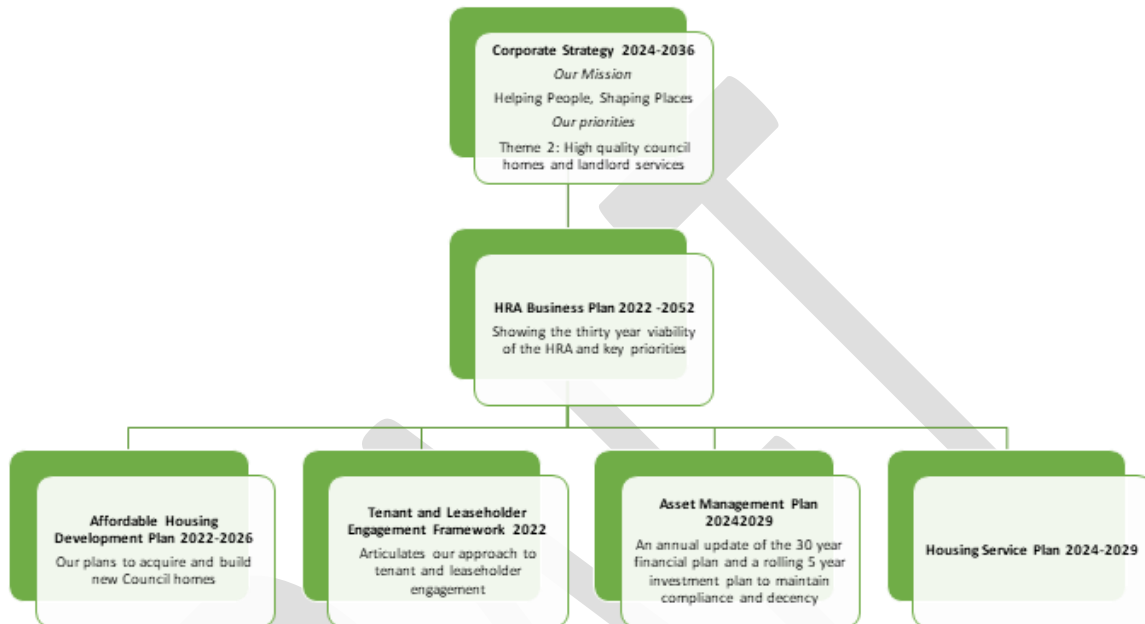 Corporate Strategy 2024-2036
Our Mission
Helping People, Shaping Places
Our priorities
Theme 2: High quality council
homes and landlord services
HRA Business Plan 2022 -2052
Showing the thirty year viability
of the HRA and key priorities
Affordable Housing
Development Plan 2022-2026
Our plans to acquire and build
new Council homes
Tenant and Leaseholder
Engagement Framework 2022
Articulates our approach to
tenant and leaseholder
engagement
Asset Management Plan
20242029
An annual update of the 30 year
financial plan and a rolling 5 year
investment plan to maintain
compliance and decency
Housing Service Plan 2024-2029